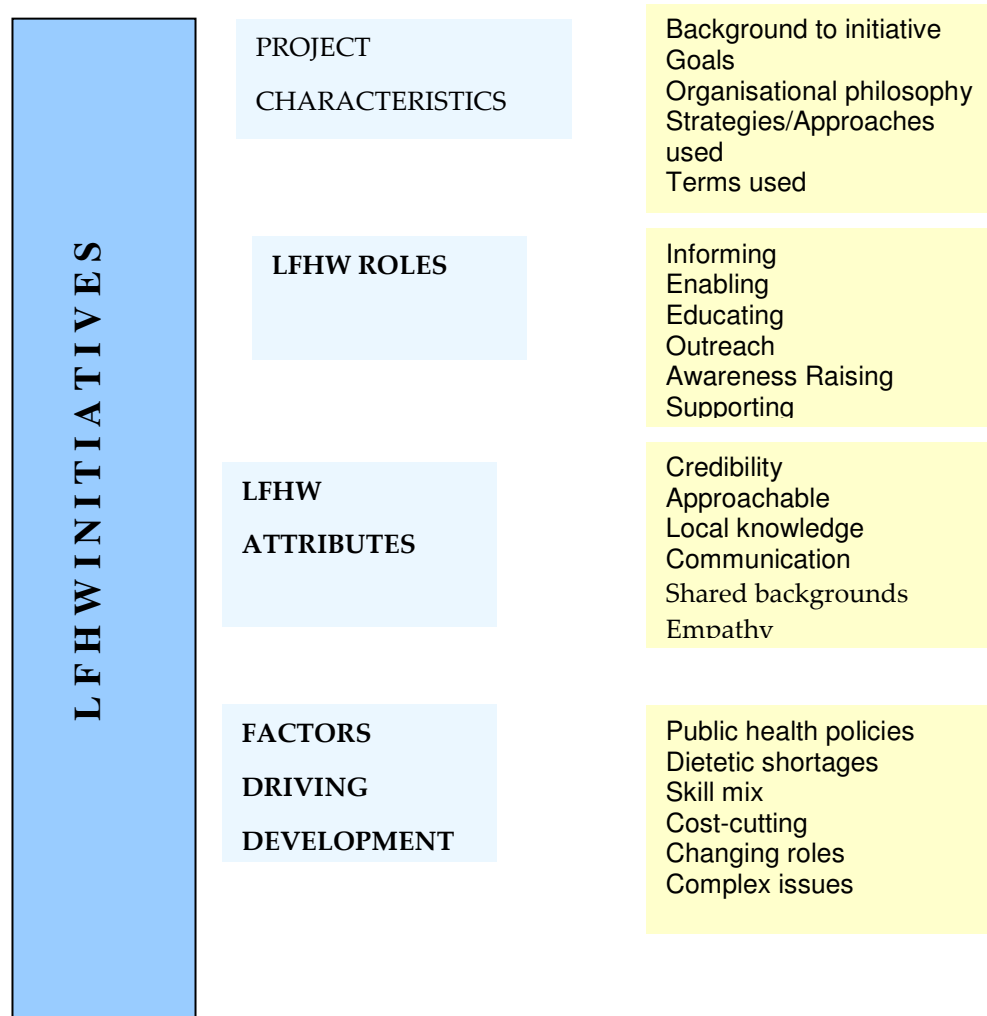 LFHWINITIATIVES
PROJECT
CHARACTERISTICS
Background to initiative
Goals
Organisational philosophy
Strategies/Approaches
used
Terms used
LFHW ROLES
Informing
Enabling
Educating
Outreach
Awareness Raising
Supporting
LFHW
ATTRIBUTES
Credibility
Approachable
Local knowledge
Communication
Shared backgrounds
Empathy
FACTORS
DRIVING
DEVELOPMENT
Public health policies
Dietetic shortages
Skill mix
Cost-cutting
Changing roles
Complex issues